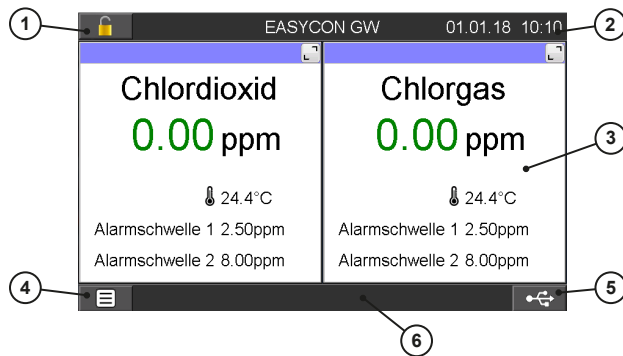 1
EASYCON GW 01.01.18 10:10
2
Chlordioxid
0.00 ppm
24.4°C
Alarmschwelle 1 2.50ppm
Alarmschwelle 2 8.00ppm
Chlorgas
0.00 ppm
24.4°C
Alarmschwelle 1 2.50ppm
Alarmschwelle 2 8.00ppm
3
4
5
6